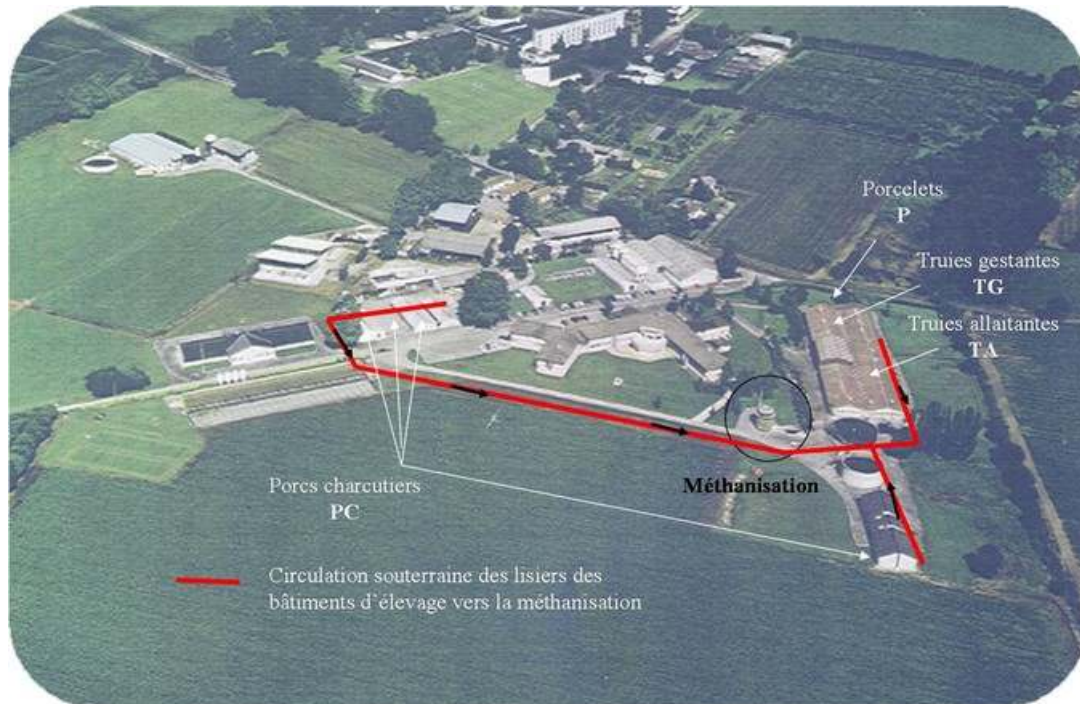 Porcelets
P
Truies gestantes
TG
Truies allaitantes
TA
Méthanisation
Porcs charcutiers
PC
Circulation souterraine des lisiers des
bâtiments d'élevage vers la méthanisation